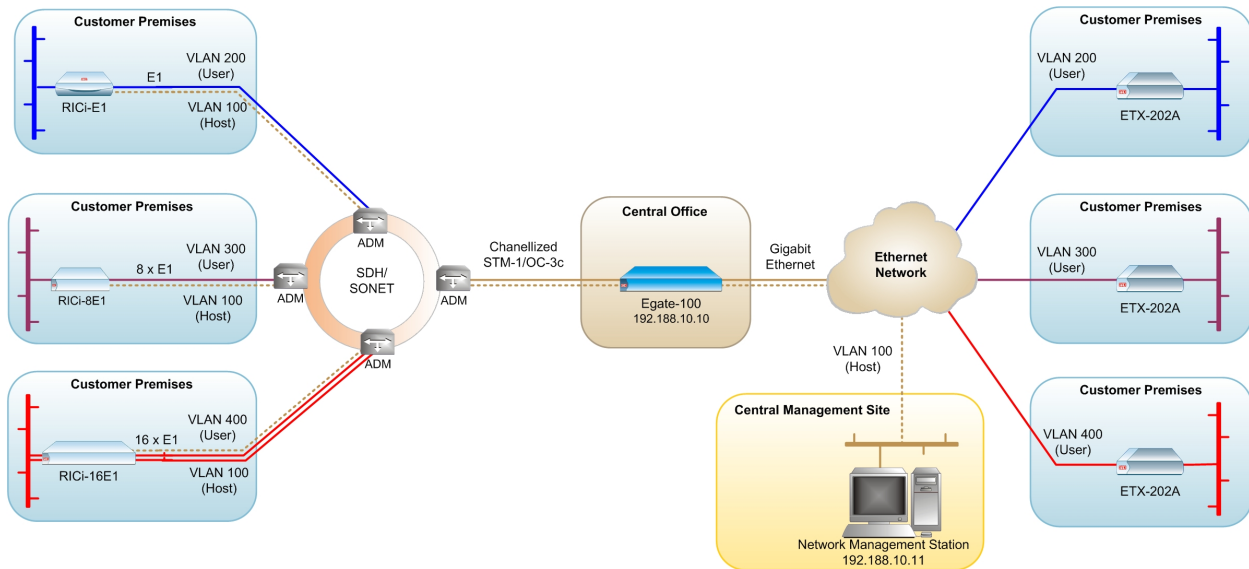 Customer Premises
VLAN 200
(User)
E1
RICi-E1
VLAN 100
(Host)
Customer Premises
VLAN 300
(User)
8 x E1
RICi-8E1
VLAN 100
(Host)
Customer Premises
VLAN 400
(User)
16 x E1
RICi-16E1
VLAN 100
(Host)
ADM
ADM
SDH/
SONET
ADM
ADM
Chanellized
STM-1/OC-3c
Central Office
Egate-100
192.188.10.10
Gigabit
Ethernet
Ethernet
Network
VLAN 100
(Host)
Central Management Site
Network Management Station
192.188.10.11
Customer Premises
VLAN 200
(User)
ETX-202A
Customer Premises
VLAN 300
(User)
ETX-202A
Customer Premises
VLAN 400
(User)
ETX-202A